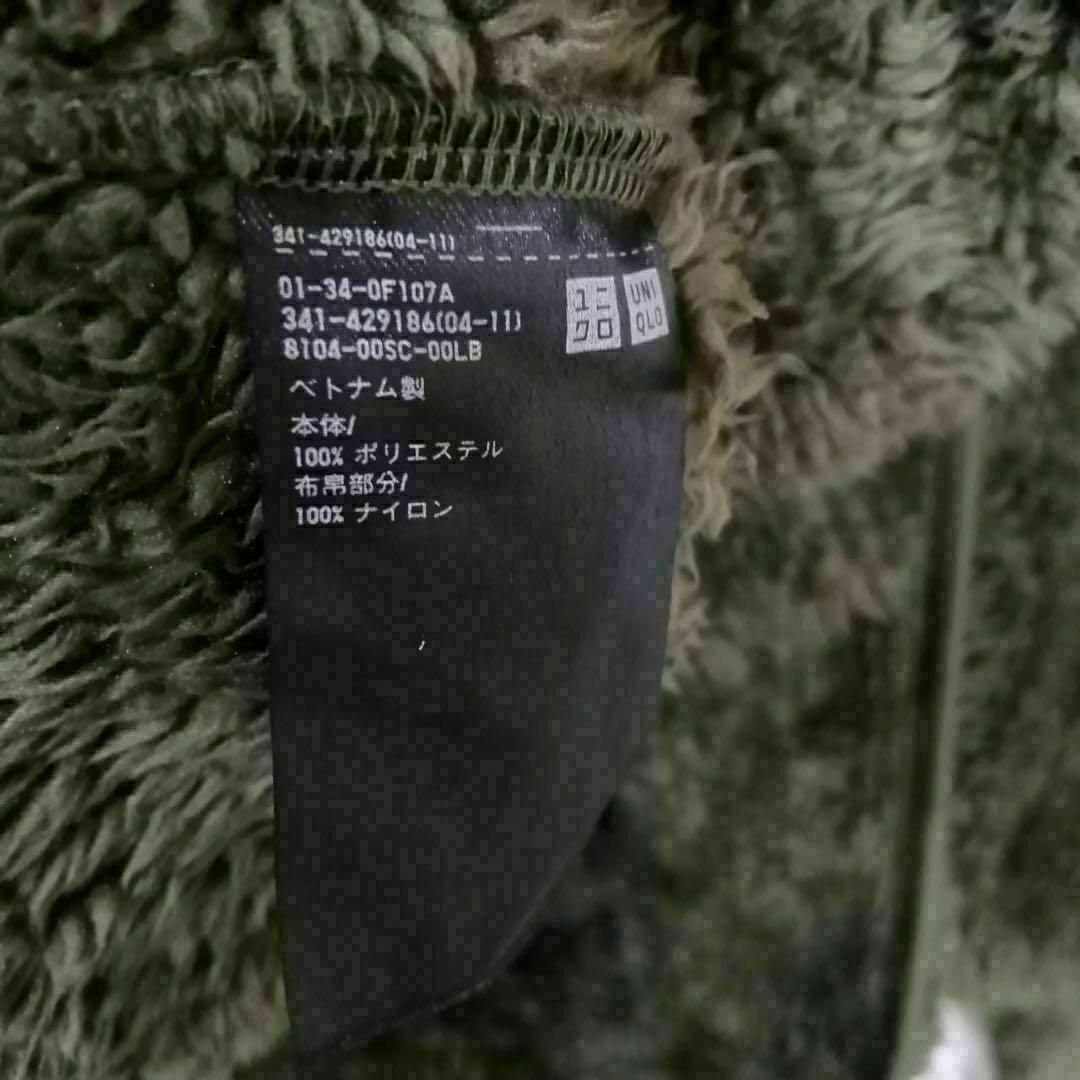 341-429186(04-11)
01-34-0F107A
341-429186(04-11)
8104-00SC-00LB
ユニ
クロ
UNI
QLO
ベトナム製
本体/
100% ポリエステル
布帛部分/
100% ナイロン